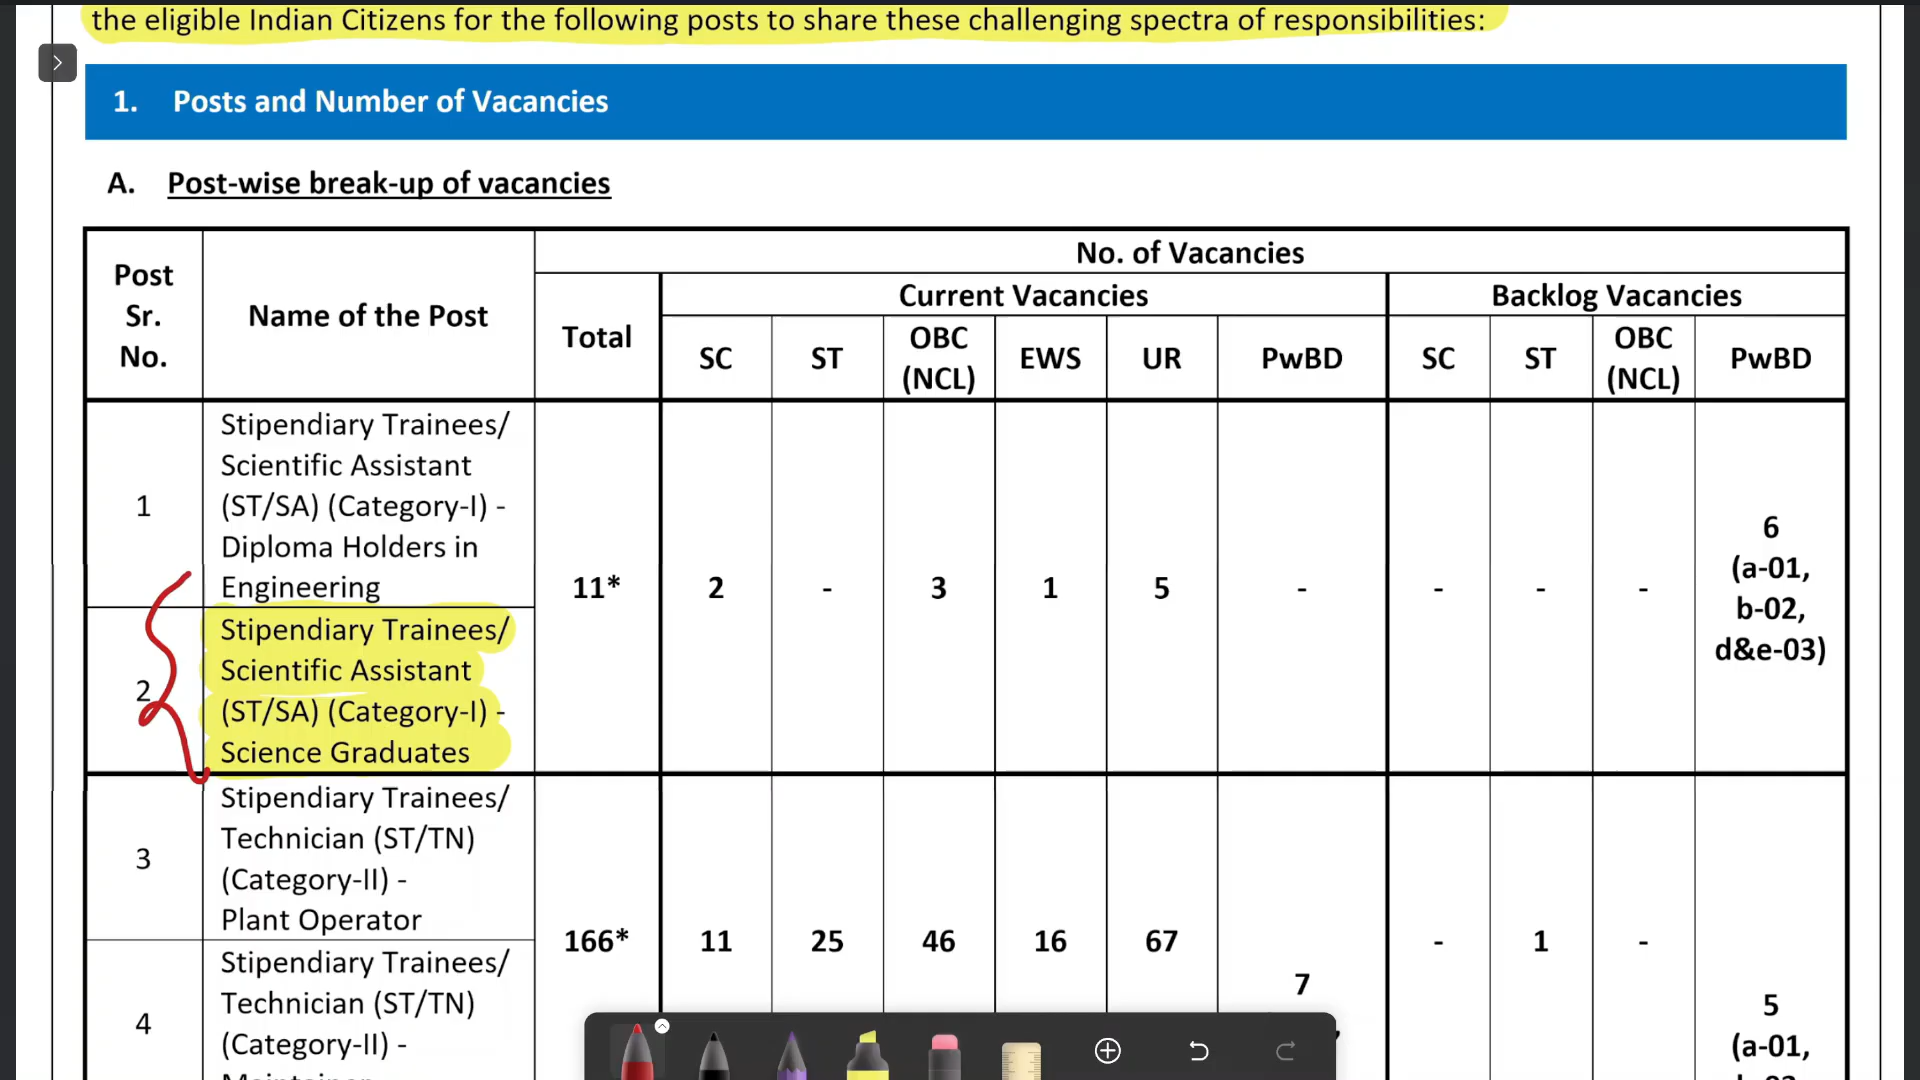 the eligible Indian Citizens for the following posts to share these challenging spectra of responsibilities:
1. Posts and Number of Vacancies
A. Post-wise break-up of vacancies
Post Sr. No.
Name of the Post
No. of Vacancies
Total
Current Vacancies
Backlog Vacancies
SC
ST
OBC (NCL)
EWS
UR
PwBD
SC
ST
OBC (NCL)
PwBD
1
Stipendiary Trainees/
Scientific Assistant
(ST/SA) (Category-I) -
Diploma Holders in
Engineering
2
Stipendiary Trainees/
Scientific Assistant
(ST/SA) (Category-I) -
Science Graduates
11* 2 - 3 1 5 - - - -
6
(a-01,
b-02,
d&e-03)
3
Stipendiary Trainees/
Technician (ST/TN)
(Category-II) -
Plant Operator
4
Stipendiary Trainees/
Technician (ST/TN)
(Category-II) -
166* 11 25 46 16 67
7
- 1 -
5
(a-01,